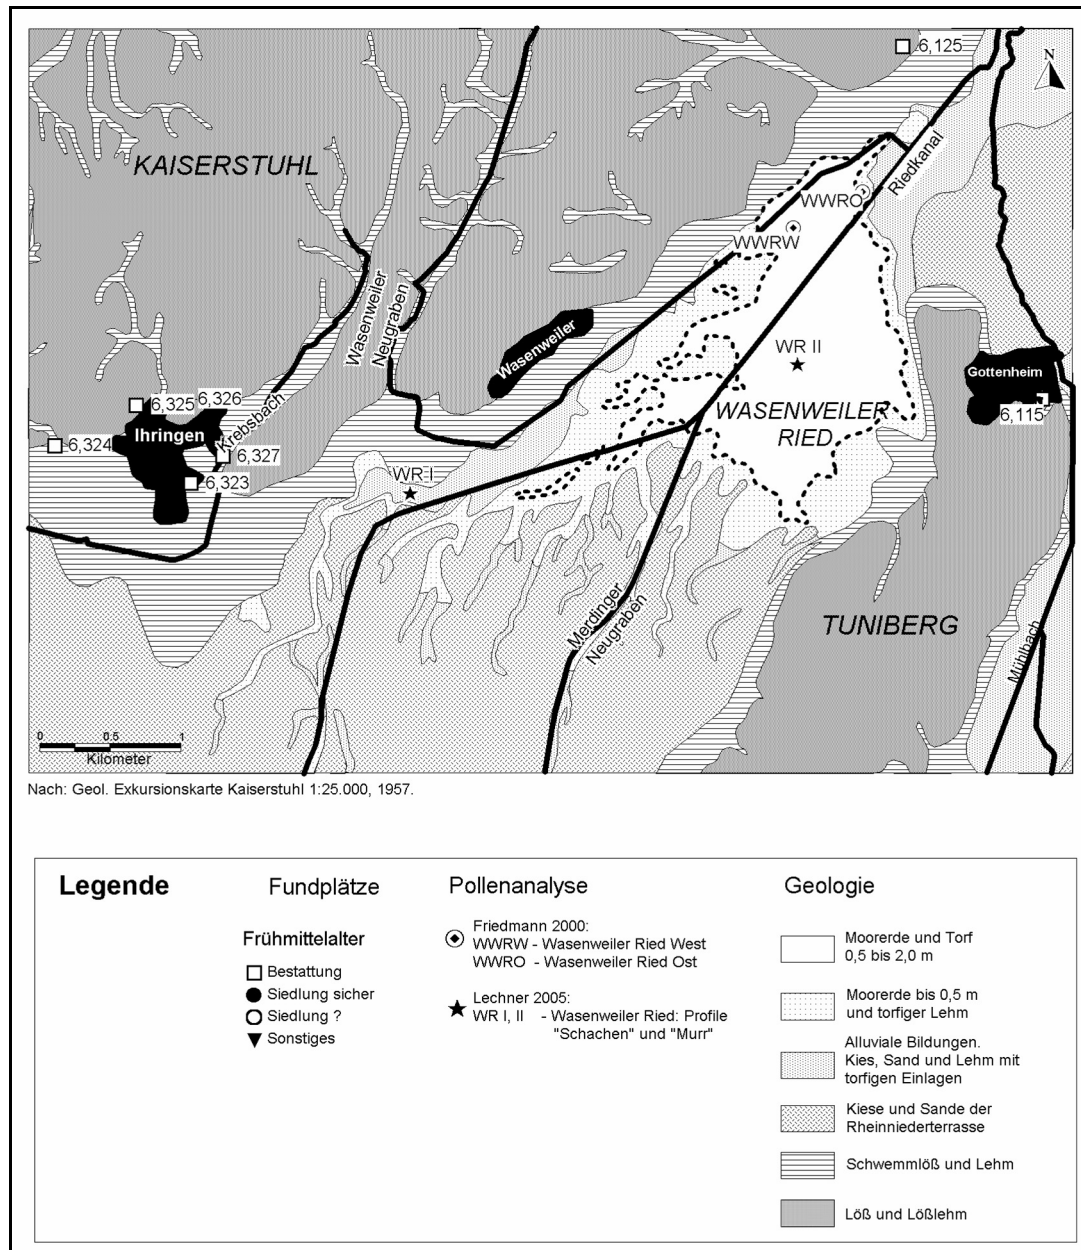 6,125
N
KAISERSTUHL
Riedkanal
WWRO
WWRW
Wasenweiler
Neugraben
Wasenweiler
WR II
Gottenheim
6,115
WASENWEILER
RIED
6,325
6,326
Ihringen
Krebsbach
6,324
6,327
6,323
WR I
Merdinger
Neugraben
TUNIBERG
Mühlbach
0 0.5 1
Kilometer
Nach: Geol. Exkursionskarte Kaiserstuhl 1:25.000, 1957.
Legende
Fundplätze
Frühmittelalter
Bestattung
Siedlung sicher
Siedlung ?
Sonstiges
Pollenanalyse
Friedmann 2000:
WWRW - Wasenweiler Ried West
WWRO - Wasenweiler Ried Ost
Lechner 2005:
WR I, II - Wasenweiler Ried: Profile
"Schachen" und "Murr"
Geologie
Moorerde und Torf
0,5 bis 2,0 m
Moorerde bis 0,5 m
und torfiger Lehm
Alluviale Bildungen.
Kies, Sand und Lehm mit
torfigen Einlagen
Kiese und Sande der
Rheinniederterrasse
Schwemmlöß und Lehm
Löß und Lößlehm